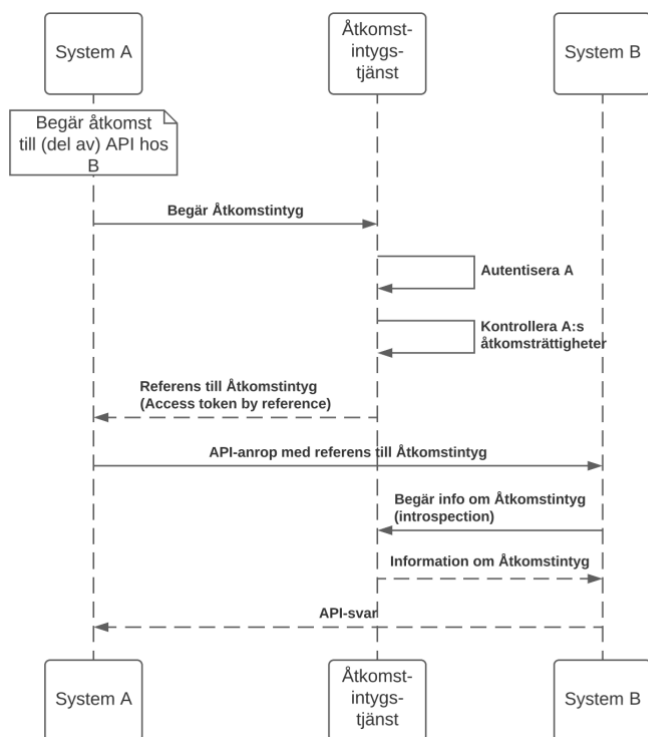 System A
Åtkomst-
intygs-
tjänst
System B
Begär åtkomst
till (del av) API hos
B
Begär Åtkomstintyg
Autentisera A
Kontrollera A:s
åtkomsträttigheter
Referens till Åtkomstintyg
(Access token by reference)
API-anrop med referens till Åtkomstintyg
Begär info om Åtkomstintyg
(introspection)
Information om Åtkomstintyg
API-svar
System A
Åtkomst-
intygs-
tjänst
System B